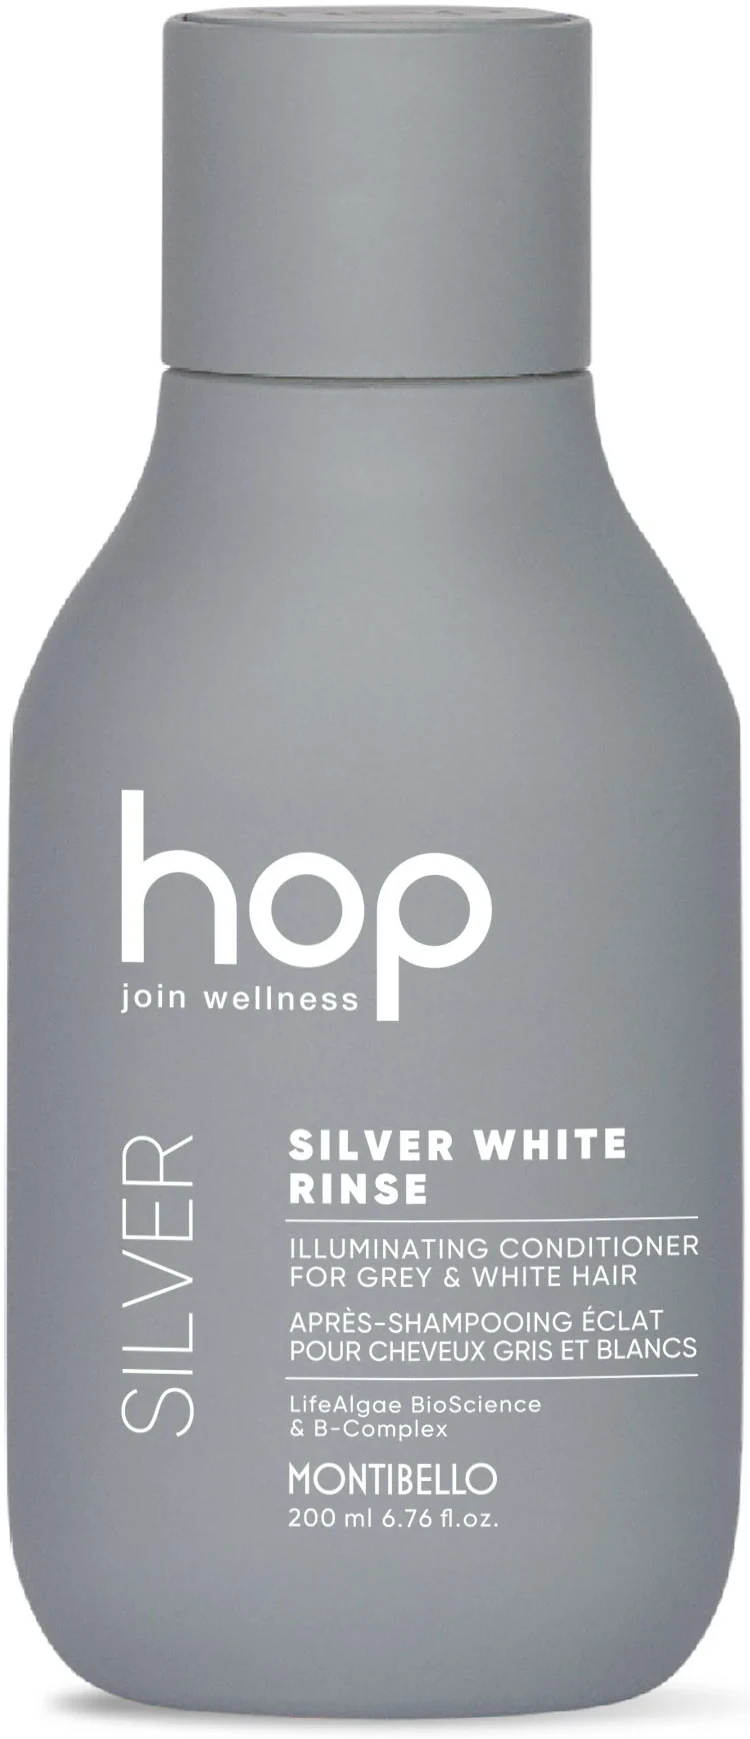 hop
join wellness
SILVER
SILVER WHITE
RINSE
ILLUMINATING CONDITIONER
FOR GREY & WHITE HAIR
APRÈS-SHAMPOOING ÉCLAT
POUR CHEVEUX GRIS ET BLANCS
LifeAlgae BioScience
& B-Complex
MONTIBELLO
200 ml 6.76 fl.oz.